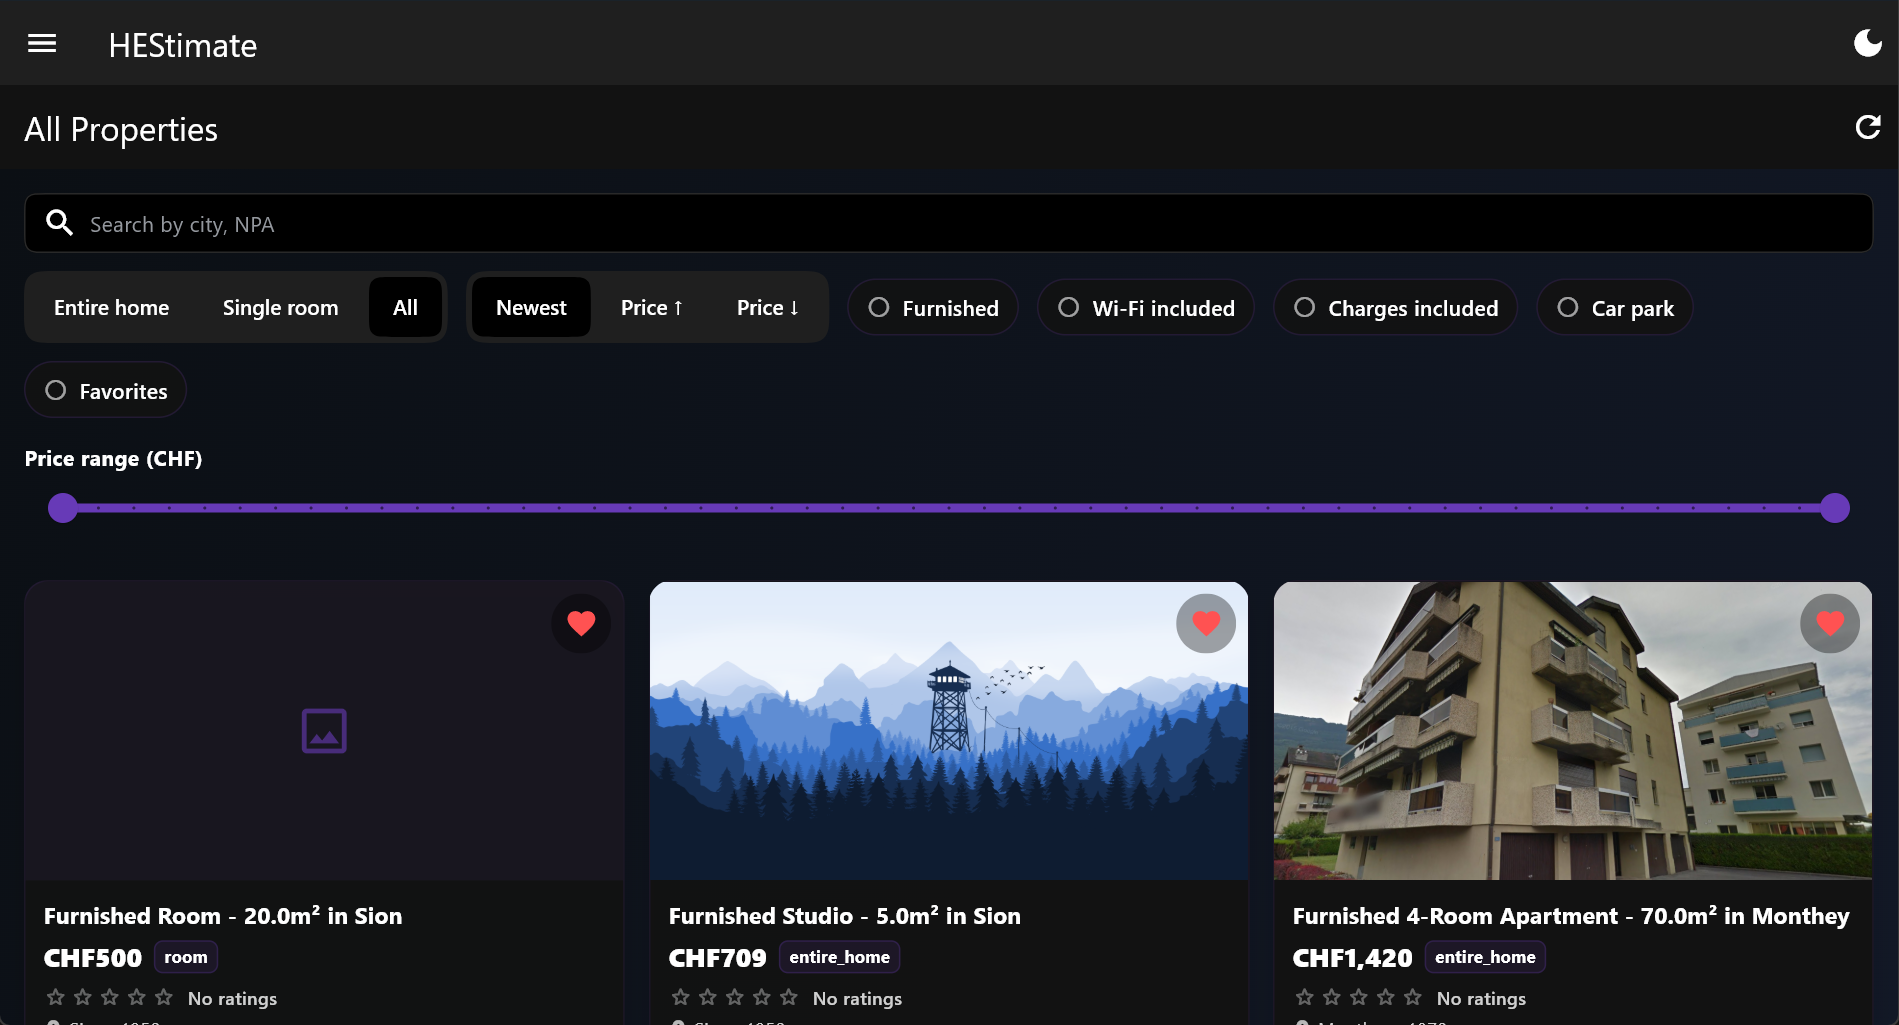 HEStimate
All Properties
Search by city, NPA
Entire home Single room All Newest Price ↑ Price ↓ Furnished Wi-Fi included Charges included Car park
Favorites
Price range (CHF)
Furnished Room - 20.0m² in Sion
CHF500 room
No ratings
Furnished Studio - 5.0m² in Sion
CHF709 entire_home
No ratings
Furnished 4-Room Apartment - 70.0m² in Monthey
CHF1,420 entire_home
No ratings